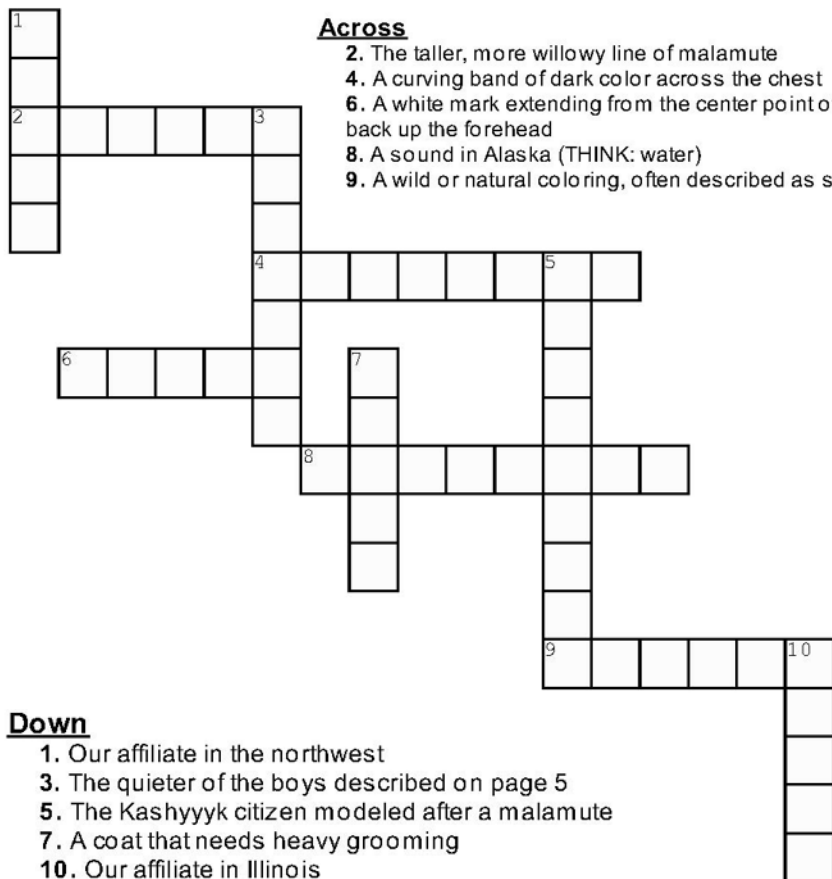 1
Across
2. The taller, more willowy line of malamute
4. A curving band of dark color across the chest
2
3
6. A white mark extending from the center point o
back up the forehead
8. A sound in Alaska (THINK: water)
9. A wild or natural coloring, often described as s
4
5
6
7
8
9
10
Down
1. Our affiliate in the northwest
3. The quieter of the boys described on page 5
5. The Kashyyyk citizen modeled after a malamute
7. A coat that needs heavy grooming
10. Our affiliate in Illinois